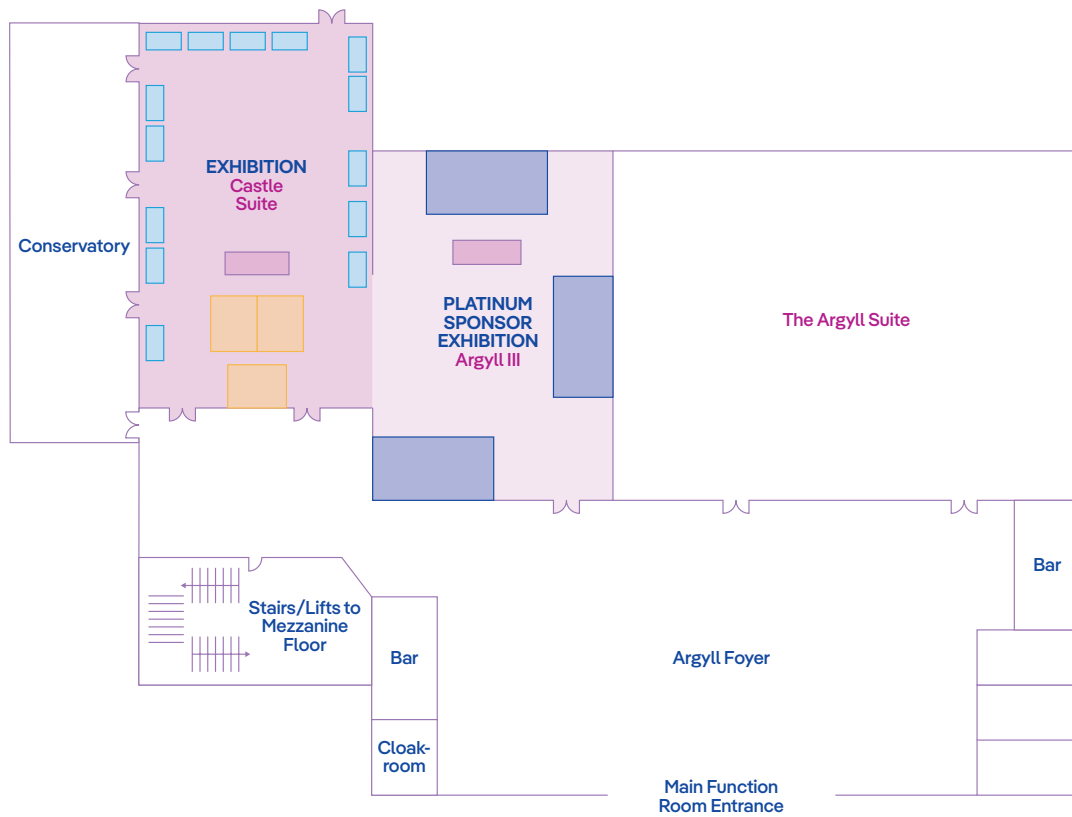 EXHIBITION
Castle
Suite
Conservatory
PLATINUM
SPONSOR
EXHIBITION
Argyll III
The Argyll Suite
Bar
Stairs/Lifts to
Mezzanine
Floor
Bar
Argyll Foyer
Cloak-
room
Main Function
Room Entrance